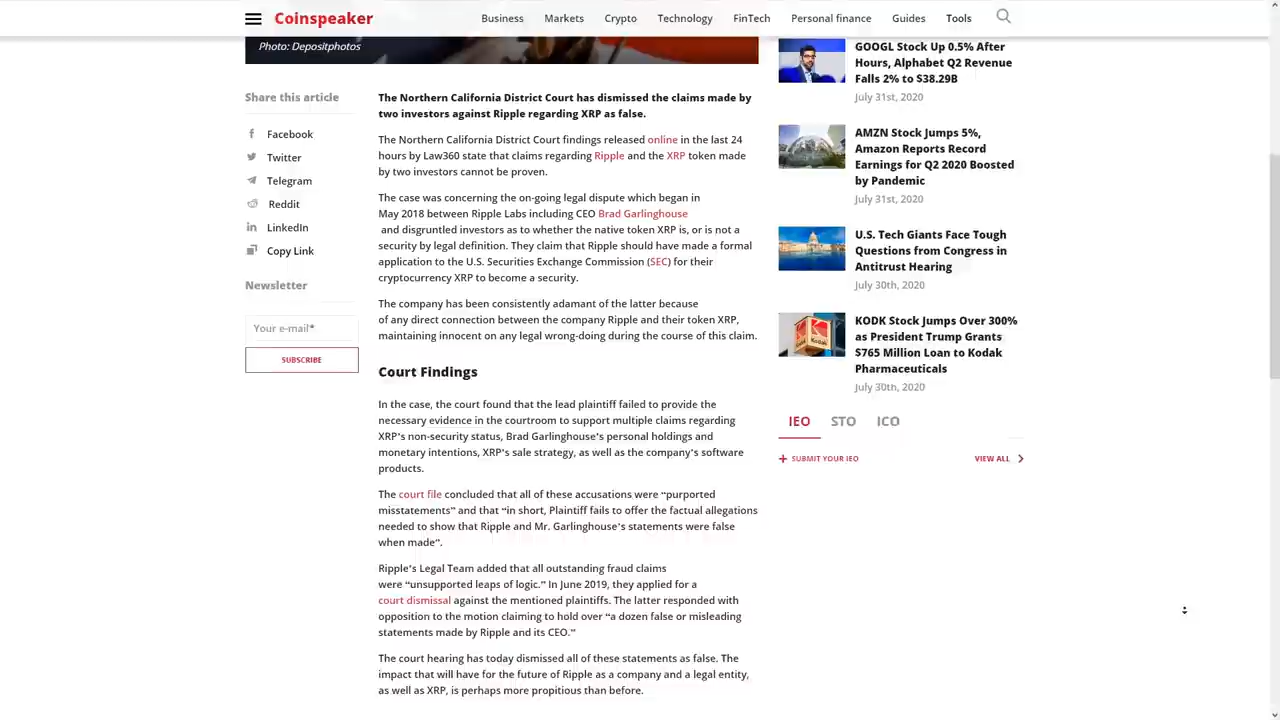 Coinspeaker
Business Markets Crypto Technology FinTech Personal finance Guides Tools
Photo: Depositphotos
Share this article
Facebook
Twitter
Telegram
Reddit
LinkedIn
Copy Link
Newsletter
Your e-mail*
SUBSCRIBE
The Northern California District Court has dismissed the claims made by
two investors against Ripple regarding XRP as false.
The Northern California District Court findings released online in the last 24
hours by Law360 state that claims regarding Ripple and the XRP token made
by two investors cannot be proven.
The case was concerning the on-going legal dispute which began in
May 2018 between Ripple Labs including CEO Brad Garlinghouse
and disgruntled investors as to whether the native token XRP is, or is not a
security by legal definition. They claim that Ripple should have made a formal
application to the U.S. Securities Exchange Commission (SEC) for their
cryptocurrency XRP to become a security.
The company has been consistently adamant of the latter because
of any direct connection between the company Ripple and their token XRP,
maintaining innocent on any legal wrong-doing during the course of this claim.
Court Findings
In the case, the court found that the lead plaintiff failed to provide the
necessary evidence in the courtroom to support multiple claims regarding
XRP's non-security status, Brad Garlinghouse's personal holdings and
monetary intentions, XRP's sale strategy, as well as the company's software
products.
The court file concluded that all of these accusations were “purported
misstatements” and that “in short, Plaintiff fails to offer the factual allegations
needed to show that Ripple and Mr. Garlinghouse's statements were false
when made”.
Ripple's Legal Team added that all outstanding fraud claims
were “unsupported leaps of logic.” In June 2019, they applied for a
court dismissal against the mentioned plaintiffs. The latter responded with
opposition to the motion claiming to hold over “a dozen false or misleading
statements made by Ripple and its CEO.”
The court hearing has today dismissed all of these statements as false. The
impact that will have for the future of Ripple as a company and a legal entity,
as well as XRP, is perhaps more propitious than before.
GOOGL Stock Up 0.5% After
Hours, Alphabet Q2 Revenue
Falls 2% to $38.29B
July 31st, 2020
AMZN Stock Jumps 5%,
Amazon Reports Record
Earnings for Q2 2020 Boosted
by Pandemic
July 31st, 2020
U.S. Tech Giants Face Tough
Questions from Congress in
Antitrust Hearing
July 30th, 2020
KODK Stock Jumps Over 300%
as President Trump Grants
$765 Million Loan to Kodak
Pharmaceuticals
July 30th, 2020
IEO STO ICO
+ SUBMIT YOUR IEO VIEW ALL